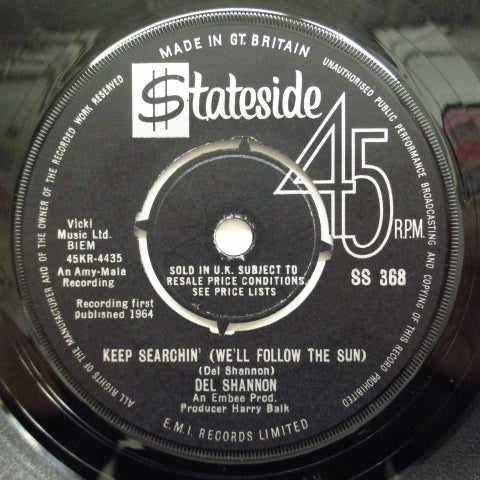 MADE IN GT. BRITAIN
UNAUTHORISED PUBLIC PERFORMANCE BROADCASTING AND COPYING OF THIS RECORD PROHIBITED
ALL RIGHTS OF THE MANUFACTURER AND OF THE OWNER OF THE RECORDED WORK RESERVED
$tateside
45
R.P.M.
Vicki
Music Ltd.
BIEM
45KR-4435
An Amy-Mala
Recording
Recording first
published 1964
SOLD IN U.K. SUBJECT TO
RESALE PRICE CONDITIONS
SEE PRICE LISTS
SS 368
KEEP SEARCHIN' (WE'LL FOLLOW THE SUN)
(Del Shannon)
DEL SHANNON
An Embee Prod.
Producer Harry Balk
E.M.I. RECORDS LIMITED